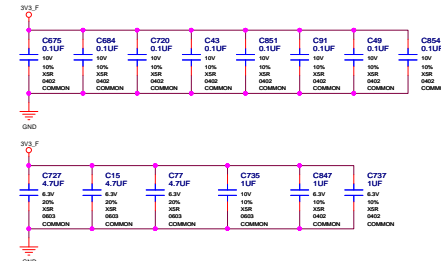 3V3_F
C675 C684 C720 C43 C851 C91 C49 C854
0.1UF 0.1UF 0.1UF 0.1UF 0.1UF 0.1UF 0.1UF 0.1UF
10V 10V 10V 10V 10V 10V 10V 10V
10% 10% 10% 10% 10% 10% 10% 10%
X5R X5R X5R X5R X5R X5R X5R X5R
0402 0402 0402 0402 0402 0402 0402 0402
COMMON COMMON COMMON COMMON COMMON COMMON COMMON COMM
GND
3V3_F
C727 C15 C77 C735 C847 C737
4.7UF 4.7UF 4.7UF 1UF 1UF 1UF
6.3V 6.3V 6.3V 10V 6.3V 6.3V
20% 20% 20% 10% 10% 10%
X5R X5R X5R X5R X5R X5R
0603 0603 0603 0603 0402 0402
COMMON COMMON COMMON COMMON COMMON COMMON
GND